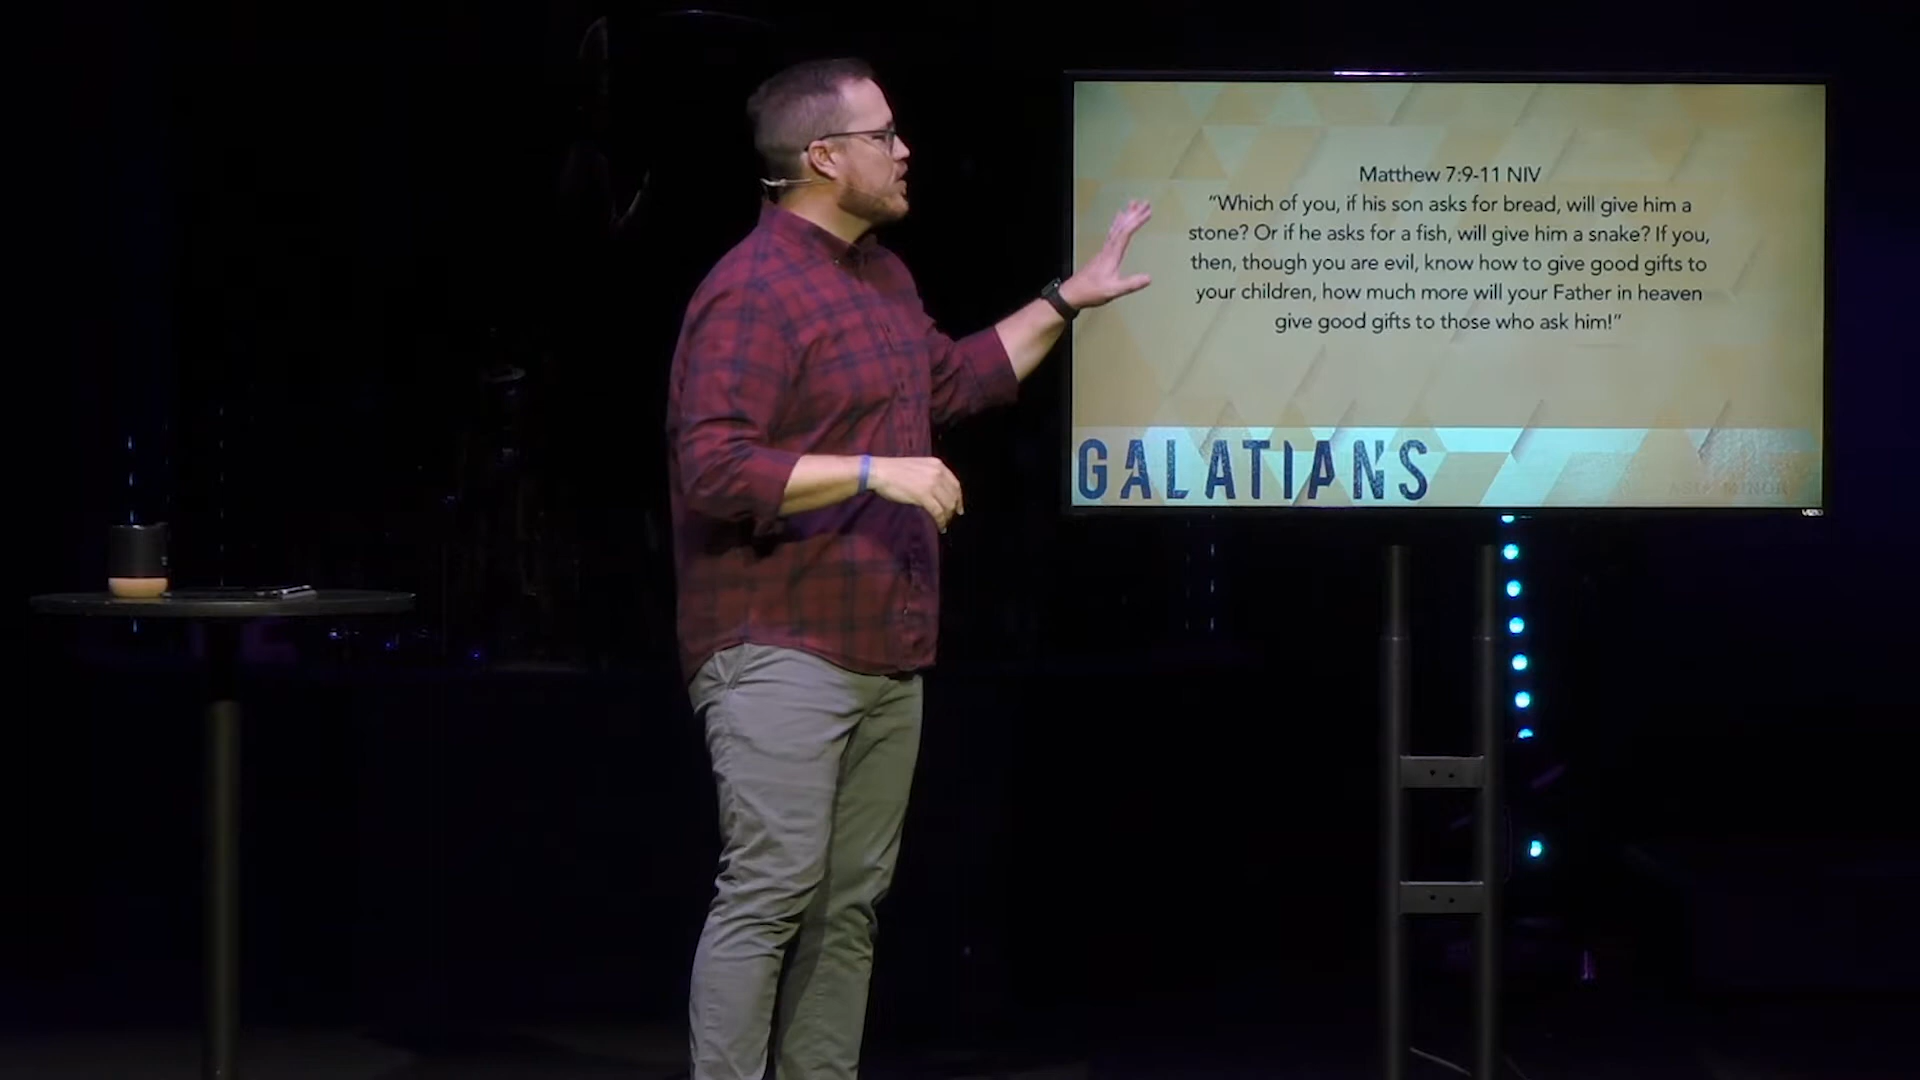 Matthew 7:9-11 NIV
“Which of you, if his son asks for bread, will give him a
stone? Or if he asks for a fish, will give him a snake? If you,
then, though you are evil, know how to give good gifts to
your children, how much more will your Father in heaven
give good gifts to those who ask him!”
GALATIANS
ASIA MINOR
VIZIO